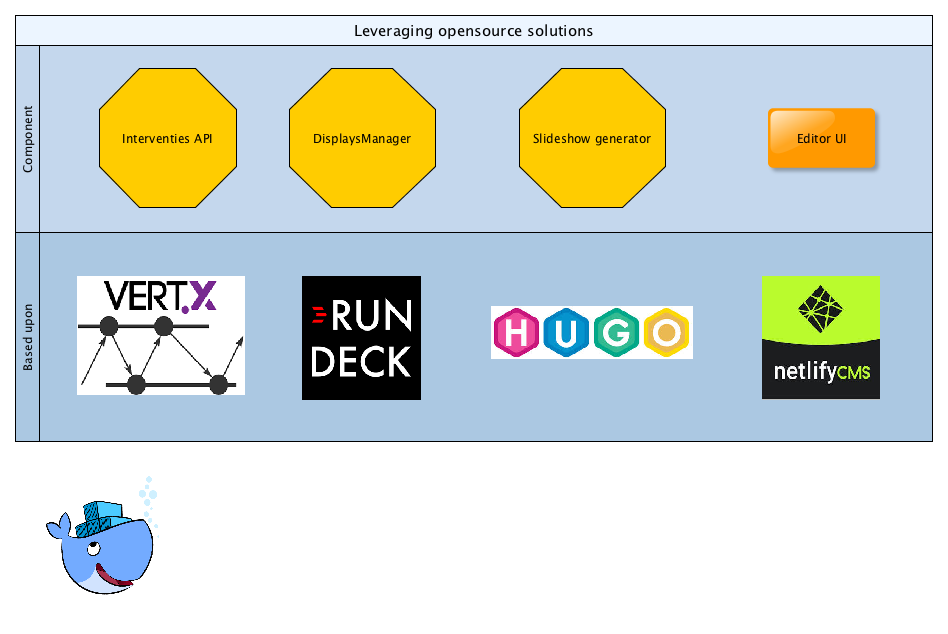 Leveraging opensource solutions
Component
Interventies API
DisplaysManager
Slideshow generator
Editor UI
Based upon
VERT.X
RUN
DECK
HUGO
netlifyCMS